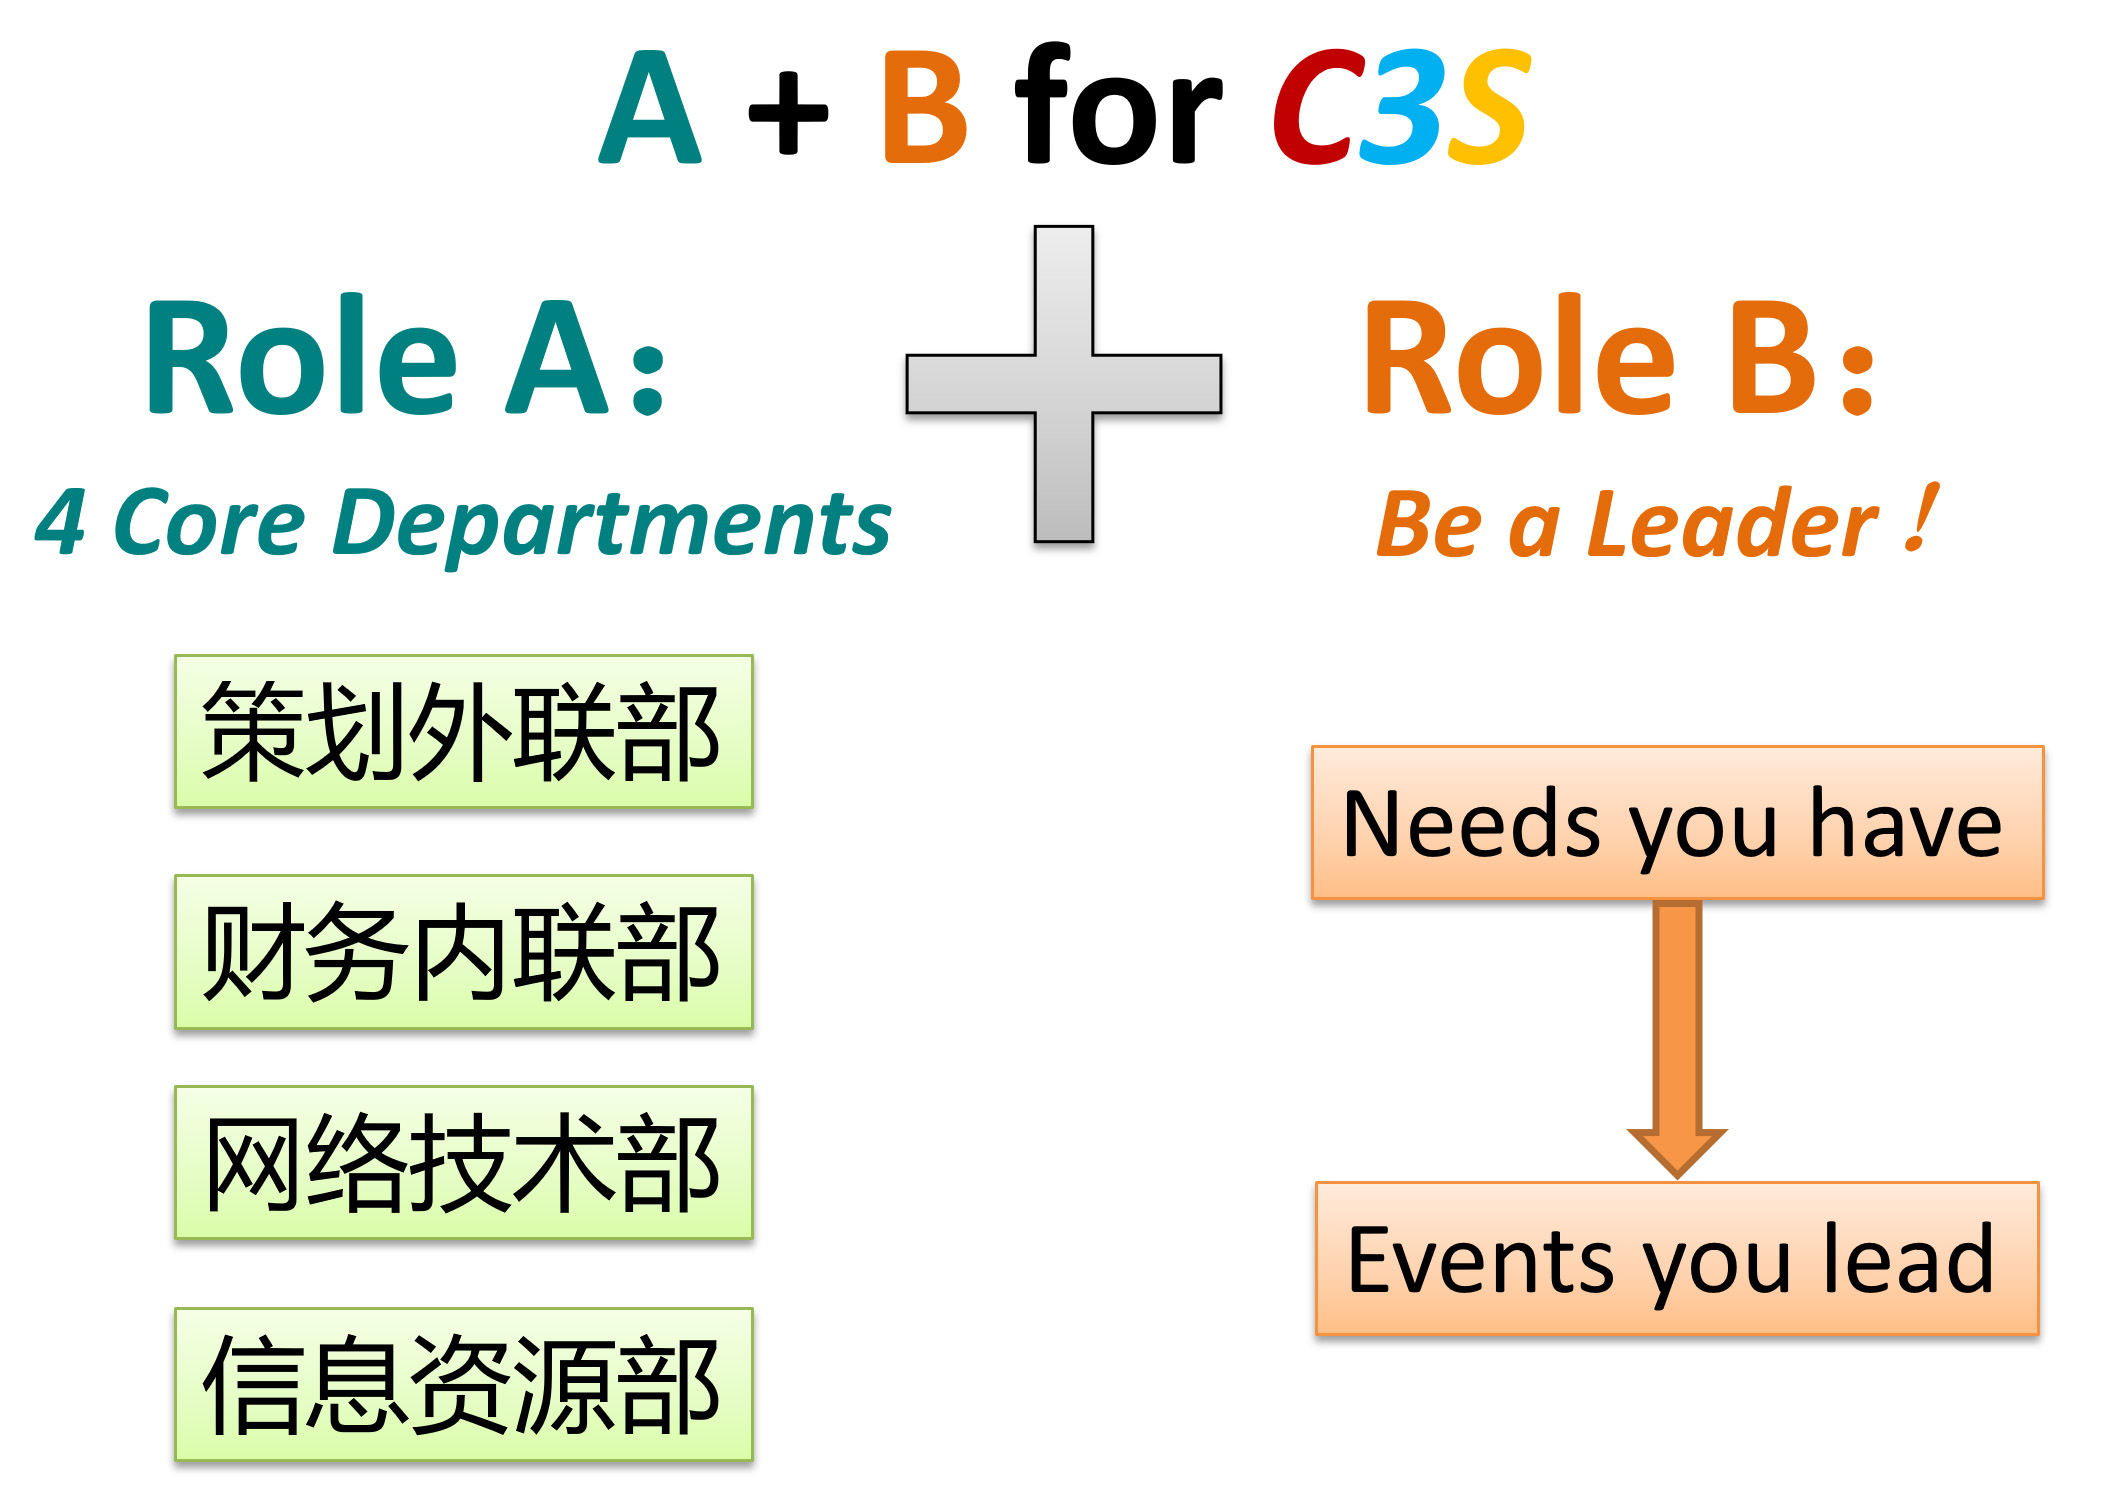 A + B for C3S
Role A：
4 Core Departments
策划外联部
财务内联部
网络技术部
信息资源部
Role B：
Be a Leader！
Needs you have
Events you lead